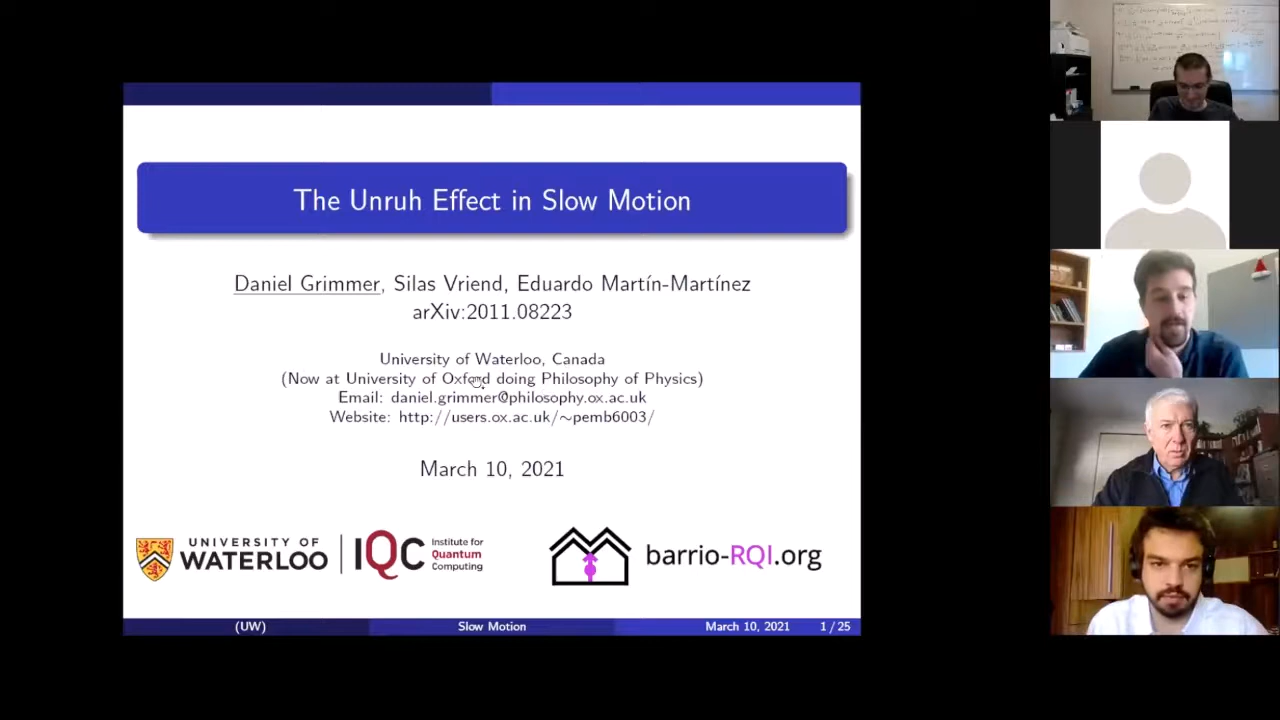 The Unruh Effect in Slow Motion
Daniel Grimmer, Silas Vriend, Eduardo Martín-Martínez
arXiv:2011.08223
University of Waterloo, Canada
(Now at University of Oxford doing Philosophy of Physics)
Email: daniel.grimmer@philosophy.ox.ac.uk
Website: http://users.ox.ac.uk/~pemb6003/
March 10, 2021
UNIVERSITY OF
WATERLOO
IQC
Institute for
Quantum
Computing
barrio-RQI.org
(UW)
Slow Motion
March 10, 2021
1 / 25